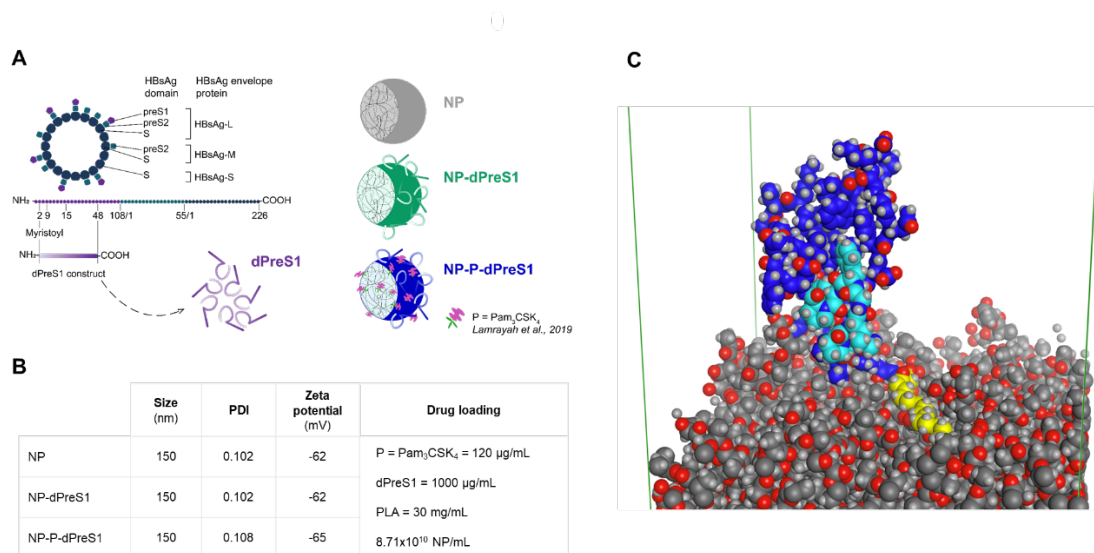 A
HBsAg domain
HBsAg envelope protein
preS1
preS2
S
HBsAg-L
preS2
S
HBsAg-M
S
HBsAg-S
NH₂
COOH
2 9 15 48 108/1 55/1 226
Myristoyl
NH₂
COOH
dPreS1 construct
dPreS1
NP
NP-dPreS1
NP-P-dPreS1
P = Pam₃CSK₄
Lamrayah et al., 2019
B
Size (nm) PDI Zeta potential (mV) Drug loading
NP 150 0.102 -62
NP-dPreS1 150 0.102 -62
NP-P-dPreS1 150 0.108 -65
P = Pam₃CSK₄ = 120 µg/mL
dPreS1 = 1000 µg/mL
PLA = 30 mg/mL
8.71x10¹⁰ NP/mL
C